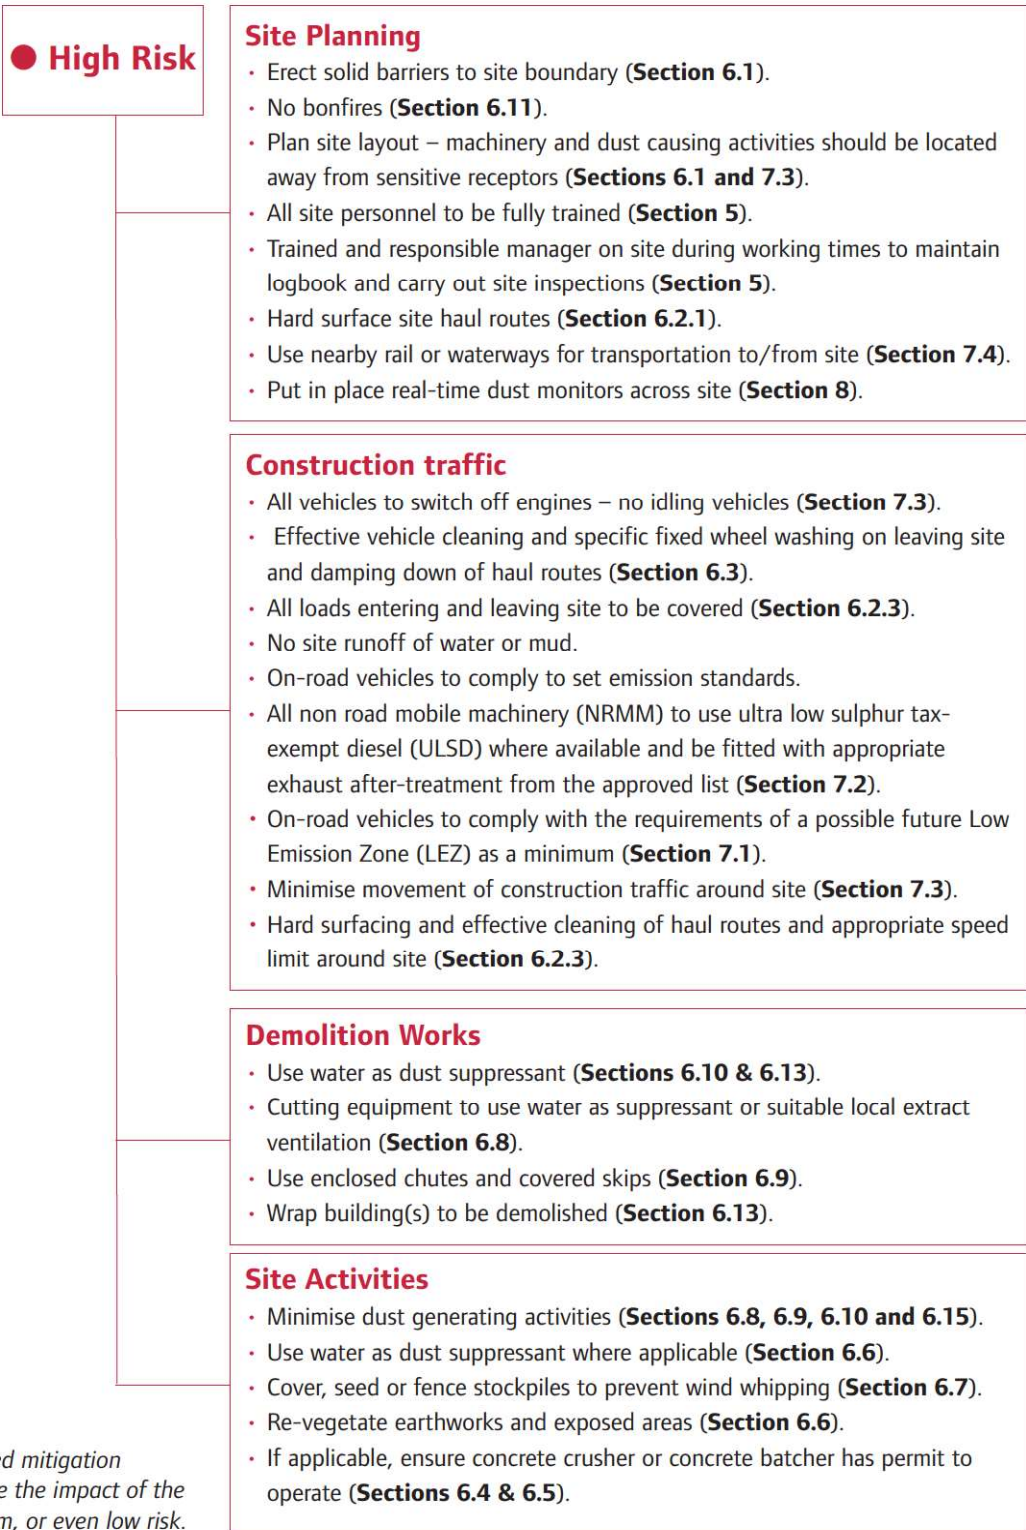 ● High Risk
Site Planning
· Erect solid barriers to site boundary (Section 6.1).
· No bonfires (Section 6.11).
· Plan site layout – machinery and dust causing activities should be located
away from sensitive receptors (Sections 6.1 and 7.3).
· All site personnel to be fully trained (Section 5).
· Trained and responsible manager on site during working times to maintain
logbook and carry out site inspections (Section 5).
· Hard surface site haul routes (Section 6.2.1).
· Use nearby rail or waterways for transportation to/from site (Section 7.4).
· Put in place real-time dust monitors across site (Section 8).
Construction traffic
· All vehicles to switch off engines – no idling vehicles (Section 7.3).
· Effective vehicle cleaning and specific fixed wheel washing on leaving site
and damping down of haul routes (Section 6.3).
· All loads entering and leaving site to be covered (Section 6.2.3).
· No site runoff of water or mud.
· On-road vehicles to comply to set emission standards.
· All non road mobile machinery (NRMM) to use ultra low sulphur tax-
exempt diesel (ULSD) where available and be fitted with appropriate
exhaust after-treatment from the approved list (Section 7.2).
· On-road vehicles to comply with the requirements of a possible future Low
Emission Zone (LEZ) as a minimum (Section 7.1).
· Minimise movement of construction traffic around site (Section 7.3).
· Hard surfacing and effective cleaning of haul routes and appropriate speed
limit around site (Section 6.2.3).
Demolition Works
· Use water as dust suppressant (Sections 6.10 & 6.13).
· Cutting equipment to use water as suppressant or suitable local extract
ventilation (Section 6.8).
· Use enclosed chutes and covered skips (Section 6.9).
· Wrap building(s) to be demolished (Section 6.13).
Site Activities
· Minimise dust generating activities (Sections 6.8, 6.9, 6.10 and 6.15).
· Use water as dust suppressant where applicable (Section 6.6).
· Cover, seed or fence stockpiles to prevent wind whipping (Section 6.7).
· Re-vegetate earthworks and exposed areas (Section 6.6).
· If applicable, ensure concrete crusher or concrete batcher has permit to
operate (Sections 6.4 & 6.5).
mitigation
the impact of the
or even low risk.